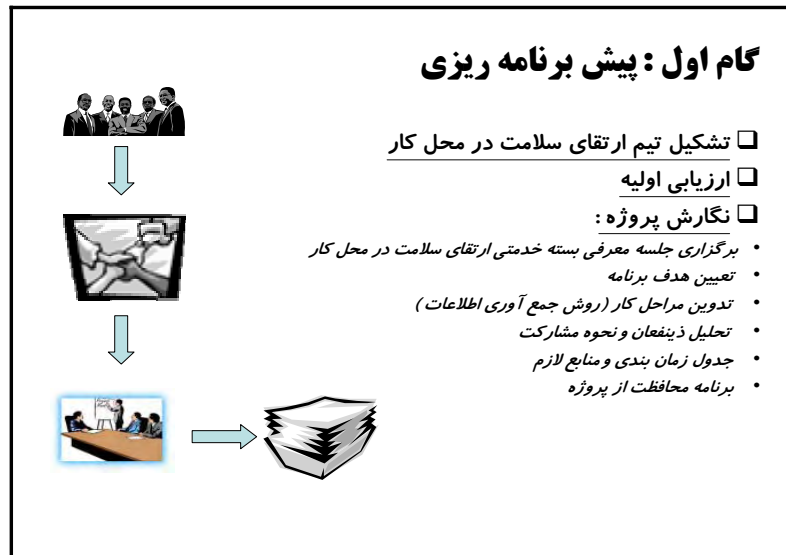 گام اول : پیش برنامه ریزی
❑ تشکیل تیم ارتقای سلامت در محل کار
❑ ارزیابی اولیه
❑ نگارش پروژه :
• برگزاری جلسه معرفی بسته خدمتی ارتقای سلامت در محل کار
• تعیین هدف برنامه
• تدوین مراحل کار (روش جمع آوری اطلاعات )
• تحلیل ذینفعان و نحوه مشارکت
• جدول زمان بندی و منابع لازم
• برنامه محافظت از پروژه